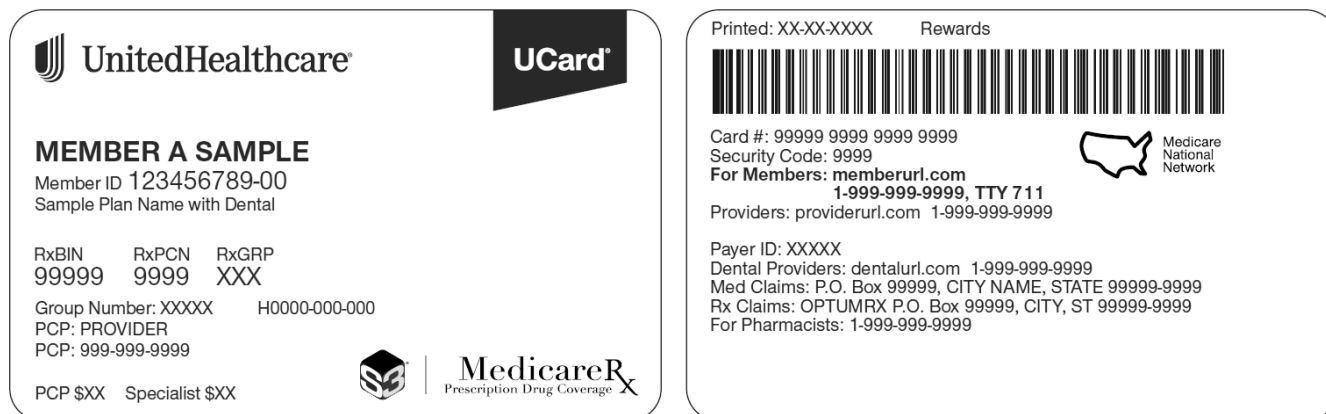 UnitedHealthcare®
UCard®
MEMBER A SAMPLE
Member ID 123456789-00
Sample Plan Name with Dental
RxBIN RxPCN RxGRP
99999 9999 XXX
Group Number: XXXXX H0000-000-000
PCP: PROVIDER
PCP: 999-999-9999
PCP $XX Specialist $XX
S3®
MedicareRx
Prescription Drug Coverage
Printed: XX-XX-XXXX Rewards
Card #: 99999 9999 9999 9999
Security Code: 9999
For Members: memberurl.com
1-999-999-9999, TTY 711
Providers: providerurl.com 1-999-999-9999
Medicare
National
Network
Payer ID: XXXXX
Dental Providers: dentalurl.com 1-999-999-9999
Med Claims: P.O. Box 99999, CITY NAME, STATE 99999-9999
Rx Claims: OPTUMRX P.O. Box 99999, CITY, ST 99999-9999
For Pharmacists: 1-999-999-9999